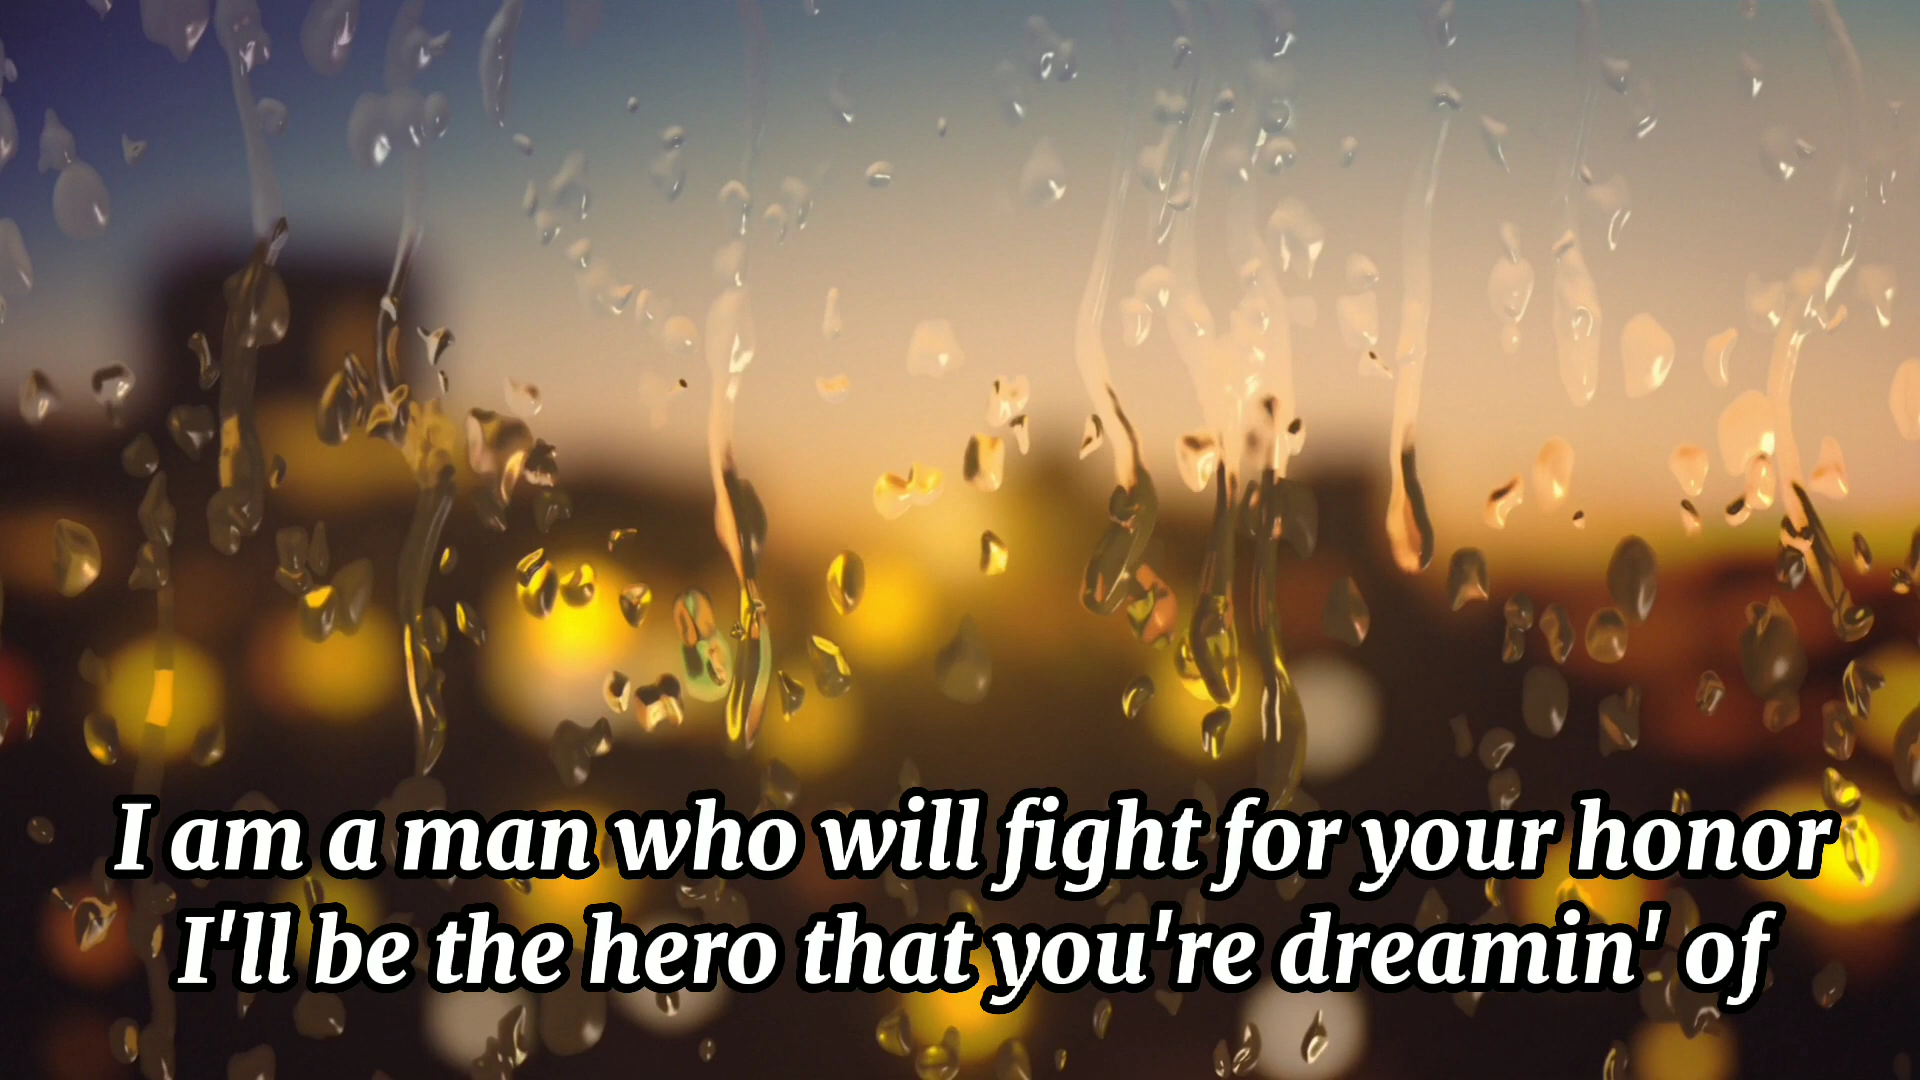 I am a man who will fight for your honor
I'll be the hero that you're dreamin' of